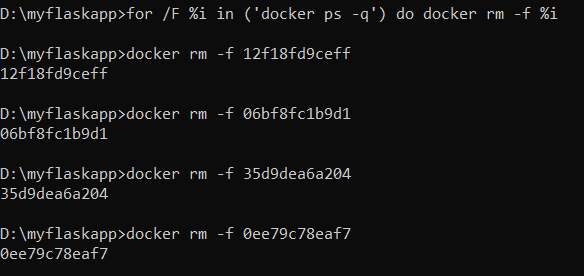 D:\myflaskapp>for /F %i in ('docker ps -q') do docker rm -f %i
D:\myflaskapp>docker rm -f 12f18fd9ceff
12f18fd9ceff
D:\myflaskapp>docker rm -f 06bf8fc1b9d1
06bf8fc1b9d1
D:\myflaskapp>docker rm -f 35d9dea6a204
35d9dea6a204
D:\myflaskapp>docker rm -f 0ee79c78eaf7
0ee79c78eaf7